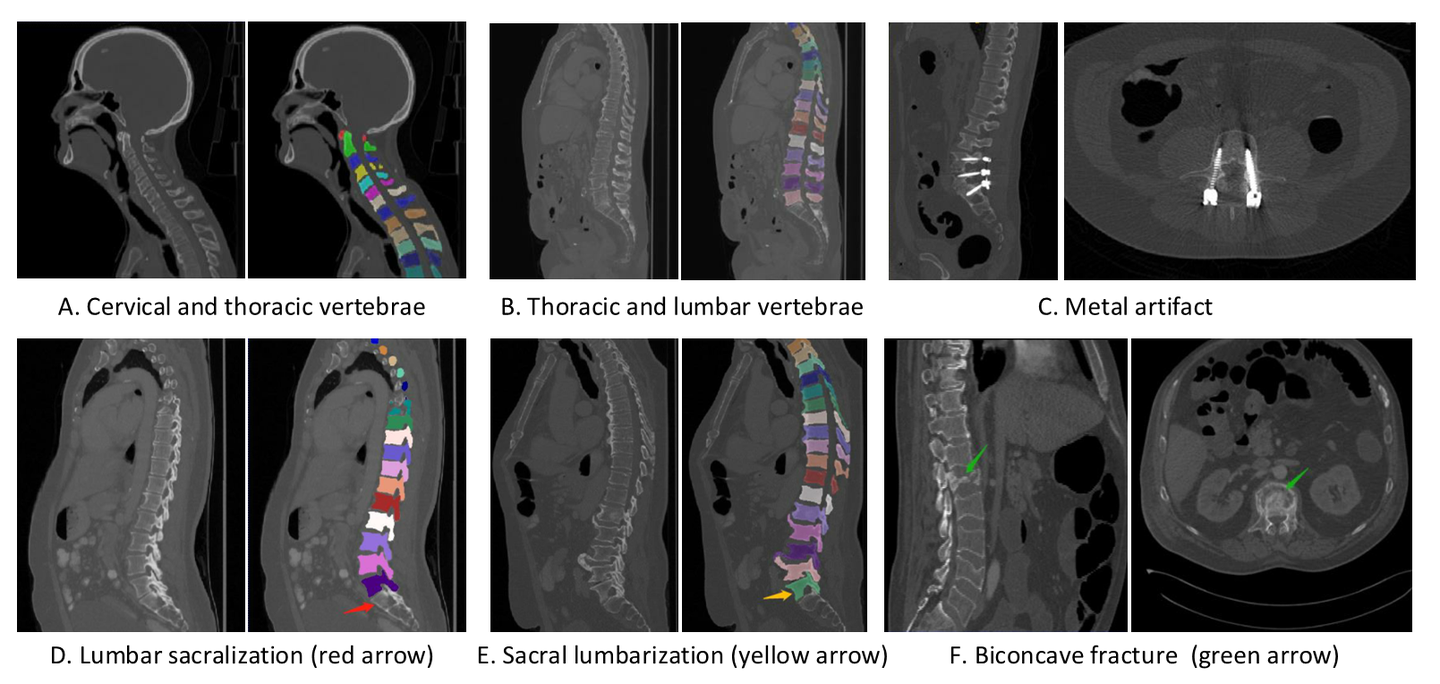 A. Cervical and thoracic vertebrae
B. Thoracic and lumbar vertebrae
C. Metal artifact
D. Lumbar sacralization (red arrow)
E. Sacral lumbarization (yellow arrow)
F. Biconcave fracture (green arrow)